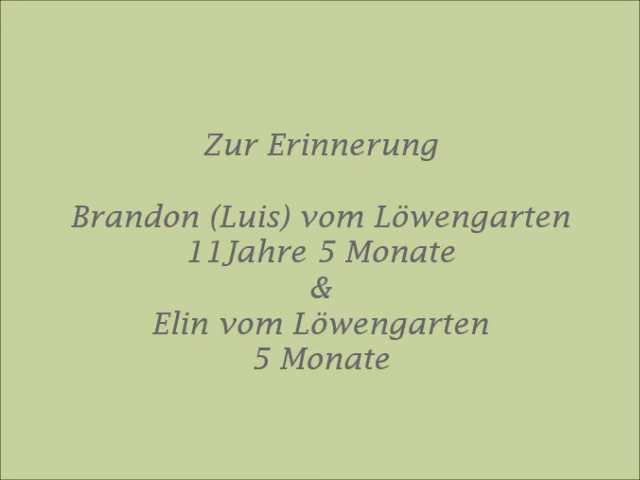 Zur Erinnerung
Brandon (Luis) vom Löwengarten
11Jahre 5 Monate
&
Elin vom Löwengarten
5 Monate